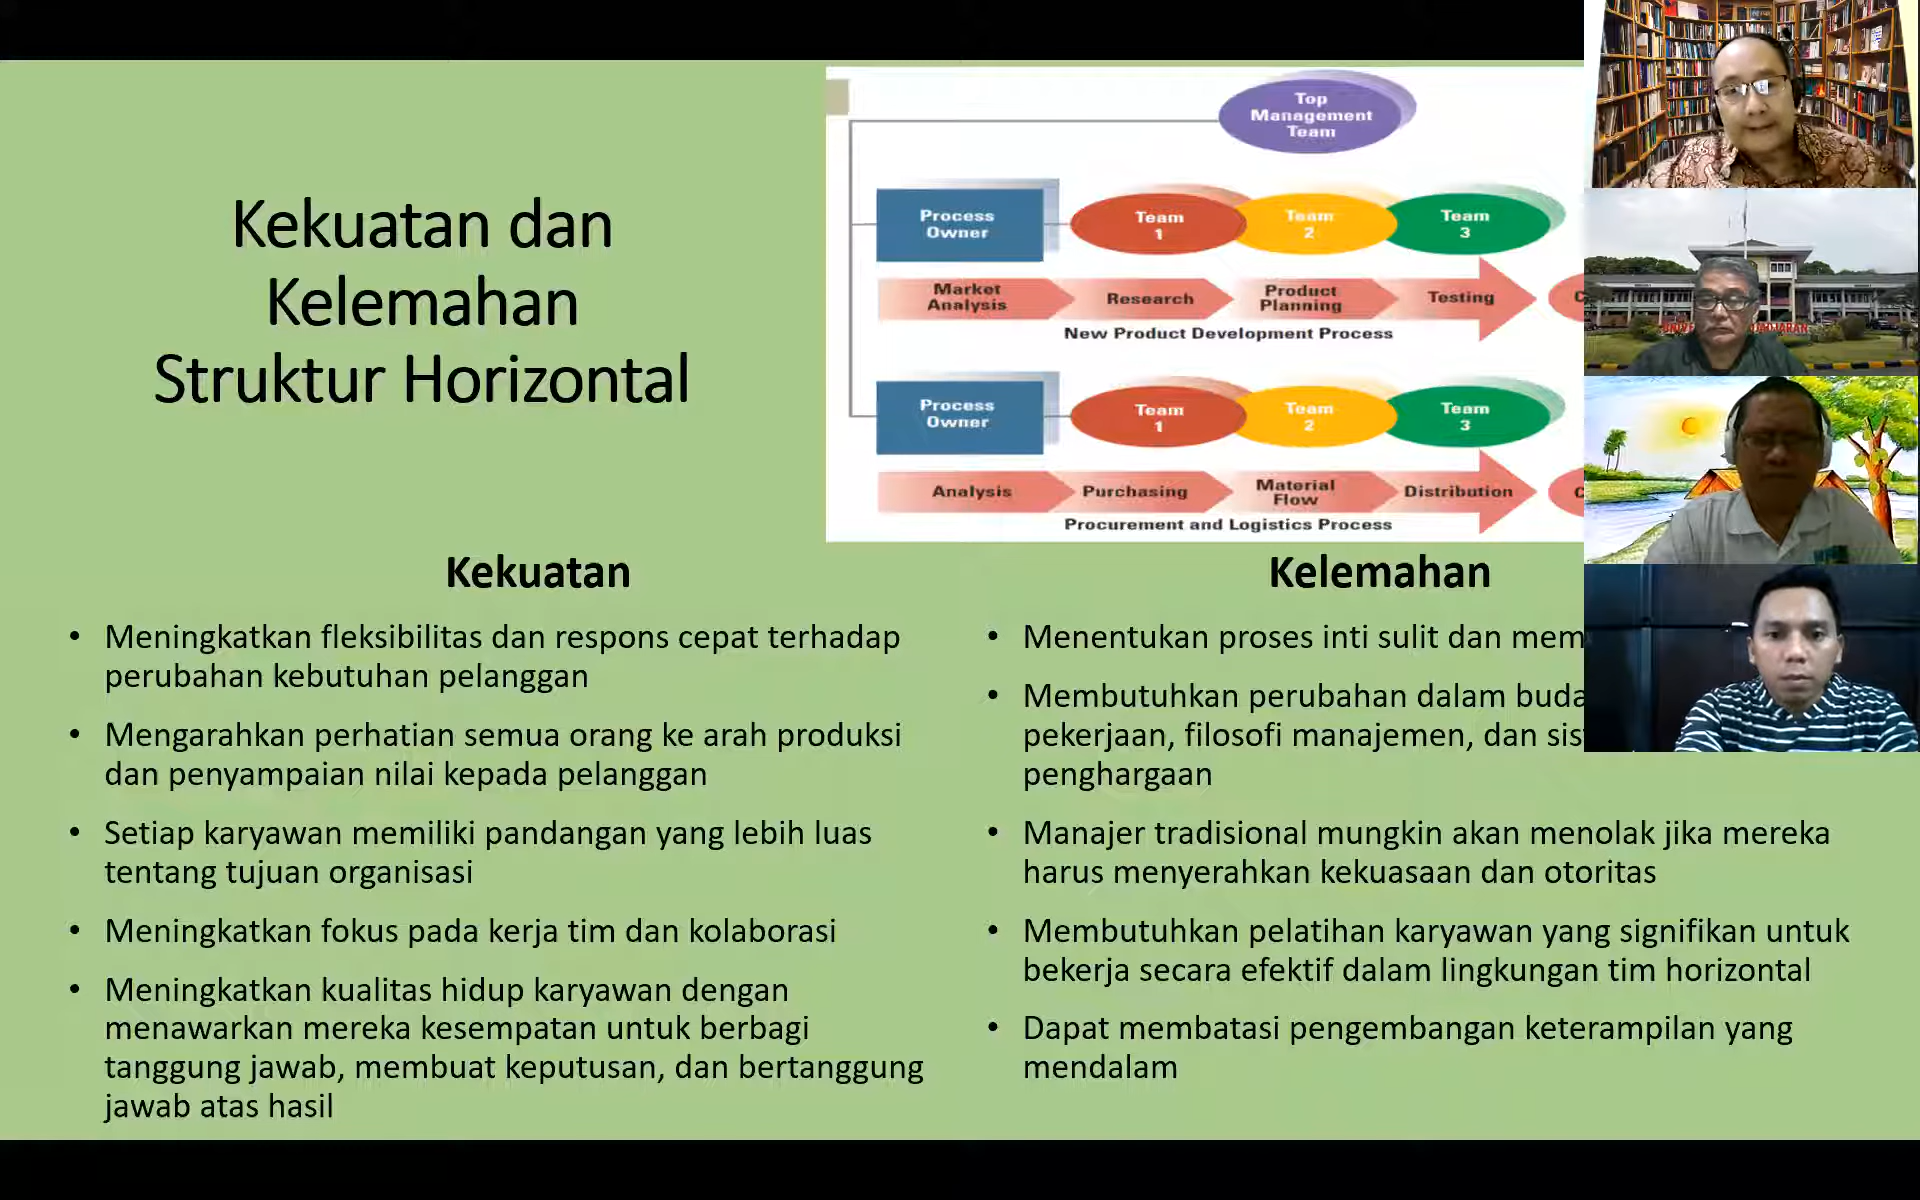 Kekuatan dan
Kelemahan
Struktur Horizontal
Top
Management
Team
Process
Owner
Team
1
Team
2
Team
3
Market
Analysis
Research
Product
Planning
Testing
New Product Development Process
Process
Owner
Team
1
Team
2
Team
3
Analysis
Purchasing
Material
Flow
Distribution
Procurement and Logistics Process
Kekuatan
• Meningkatkan fleksibilitas dan respons cepat terhadap
perubahan kebutuhan pelanggan
• Mengarahkan perhatian semua orang ke arah produksi
dan penyampaian nilai kepada pelanggan
• Setiap karyawan memiliki pandangan yang lebih luas
tentang tujuan organisasi
• Meningkatkan fokus pada kerja tim dan kolaborasi
• Meningkatkan kualitas hidup karyawan dengan
menawarkan mereka kesempatan untuk berbagi
tanggung jawab, membuat keputusan, dan bertanggung
jawab atas hasil
Kelemahan
• Menentukan proses inti sulit dan mem
• Membutuhkan perubahan dalam buda
pekerjaan, filosofi manajemen, dan sis
penghargaan
• Manajer tradisional mungkin akan menolak jika mereka
harus menyerahkan kekuasaan dan otoritas
• Membutuhkan pelatihan karyawan yang signifikan untuk
bekerja secara efektif dalam lingkungan tim horizontal
• Dapat membatasi pengembangan keterampilan yang
mendalam